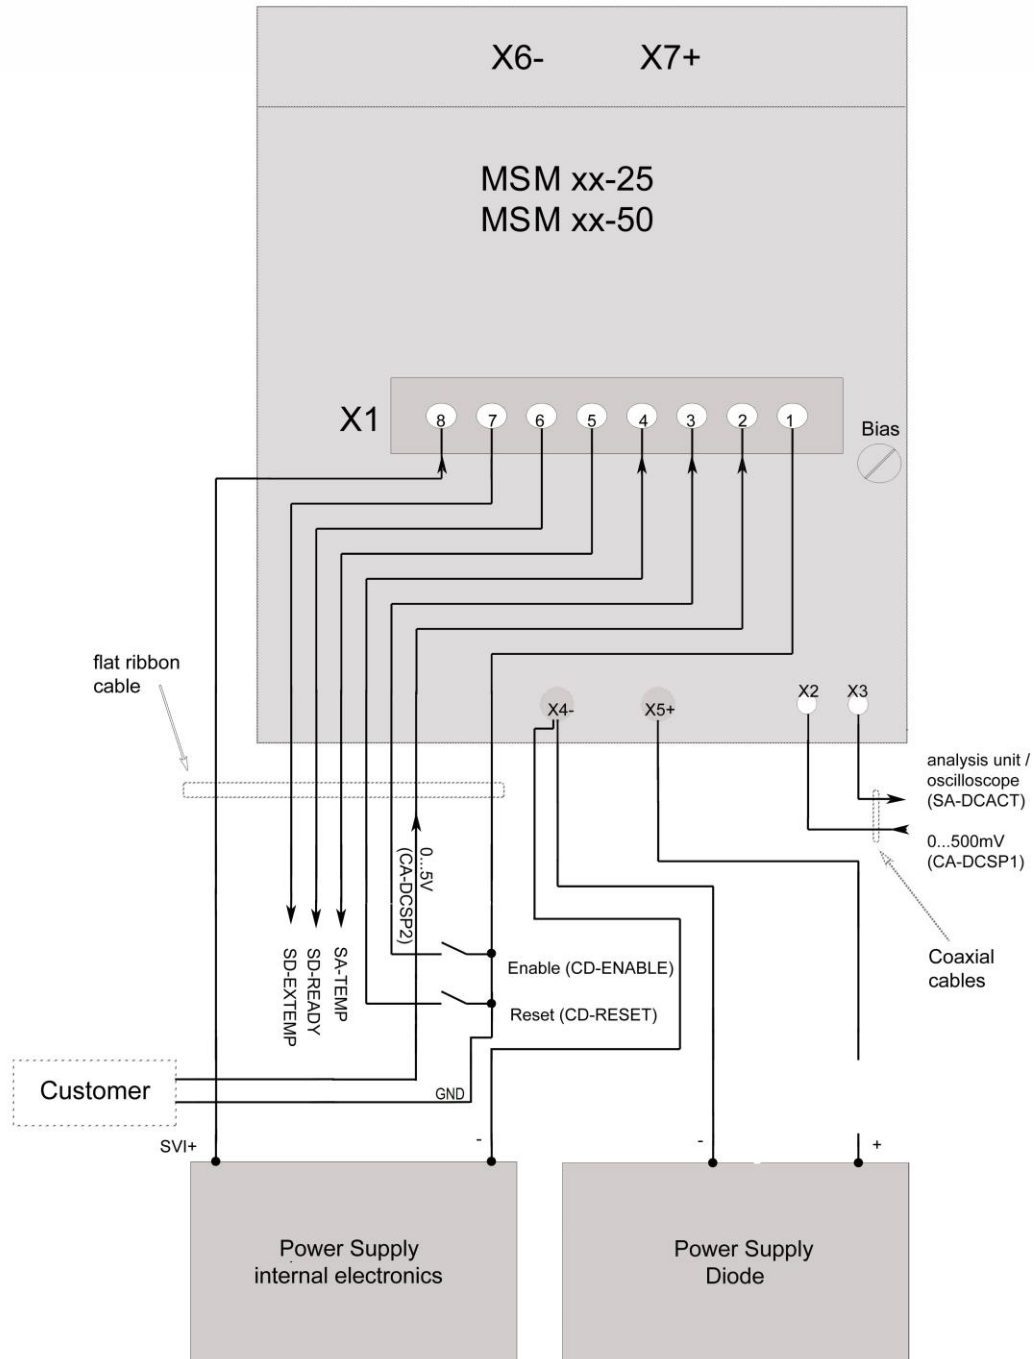 X6- X7+
MSM xx-25
MSM xx-50
X1
8 7 6 5 4 3 2 1
Bias
flat ribbon
cable
X4- X5+ X2 X3
analysis unit /
oscilloscope
(SA-DCACT)
0...500mV
(CA-DCSP1)
0...5V
(CA-DCSP2)
SD-EXTEMP
SD-READY
SA-TEMP
Enable (CD-ENABLE)
Reset (CD-RESET)
Coaxial
cables
Customer
GND
SVI+ - - +
Power Supply
internal electronics
Power Supply
Diode